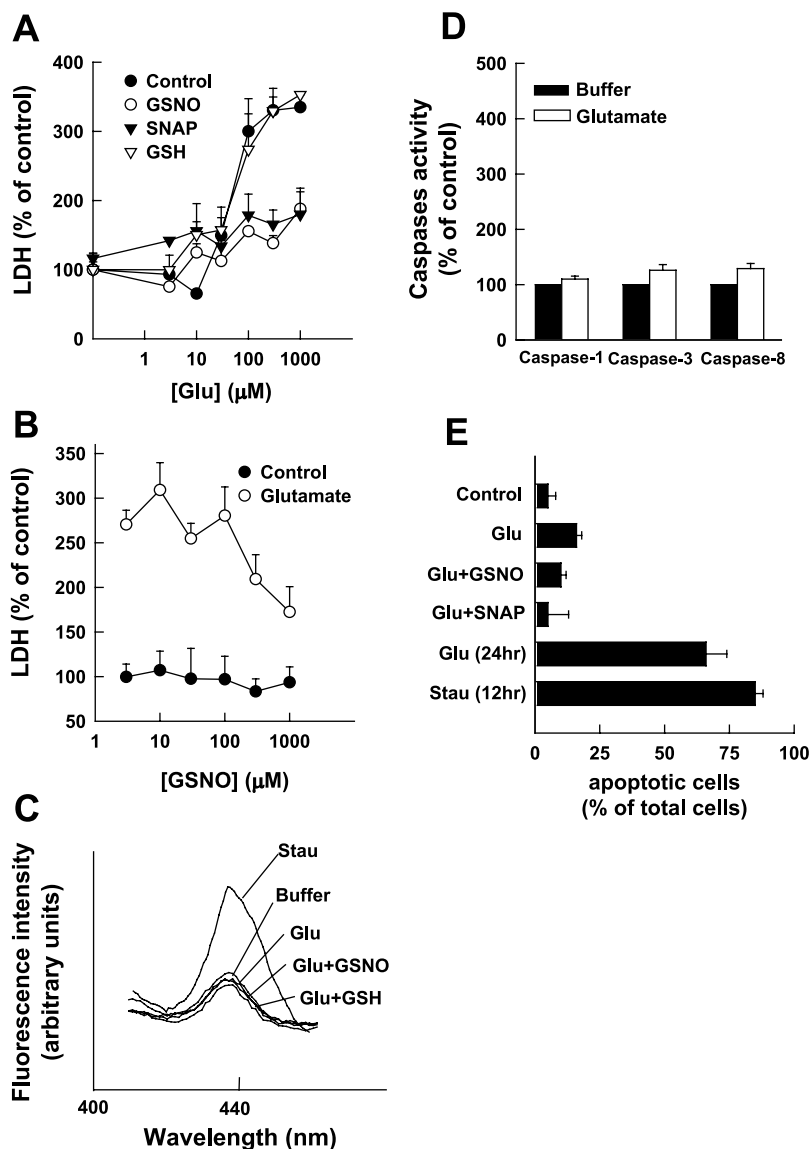 A
LDH (% of control)
400
300
200
100
0
Control
GSNO
SNAP
GSH
1
10
100
1000
[Glu] (µM)
B
LDH (% of control)
350
300
250
200
150
100
50
Control
Glutamate
1
10
100
1000
[GSNO] (µM)
C
Fluorescence intensity
(arbitrary units)
Stau
Buffer
Glu
Glu+GSNO
Glu+GSH
400
440
Wavelength (nm)
D
Caspases activity
(% of control)
500
400
300
200
100
0
Buffer
Glutamate
Caspase-1
Caspase-3
Caspase-8
E
Control
Glu
Glu+GSNO
Glu+SNAP
Glu (24hr)
Stau (12hr)
0
25
50
75
100
apoptotic cells
(% of total cells)